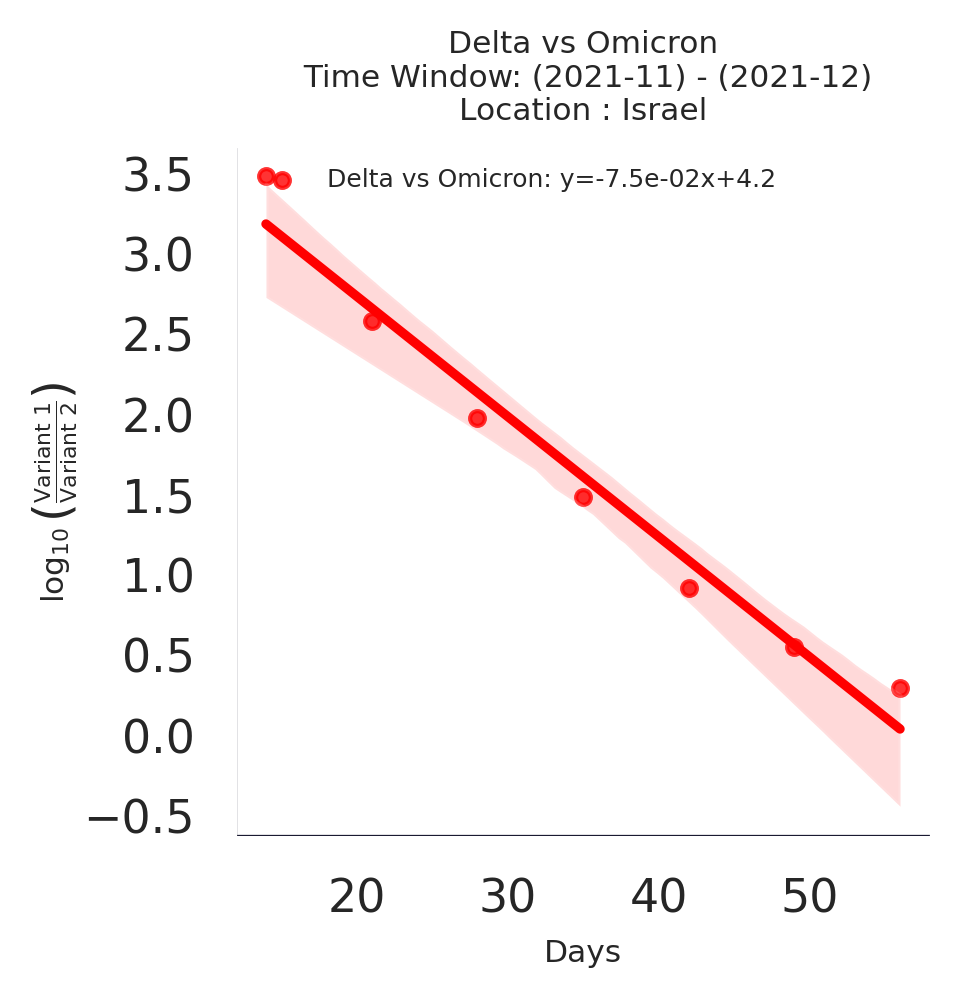 Delta vs Omicron
Time Window: (2021-11) - (2021-12)
Location : Israel
3.5
Delta vs Omicron: y=-7.5e-02x+4.2
3.0
2.5
2.0
1.5
1.0
0.5
0.0
−0.5
log₁₀ (Variant 1 / Variant 2)
20 30 40 50
Days